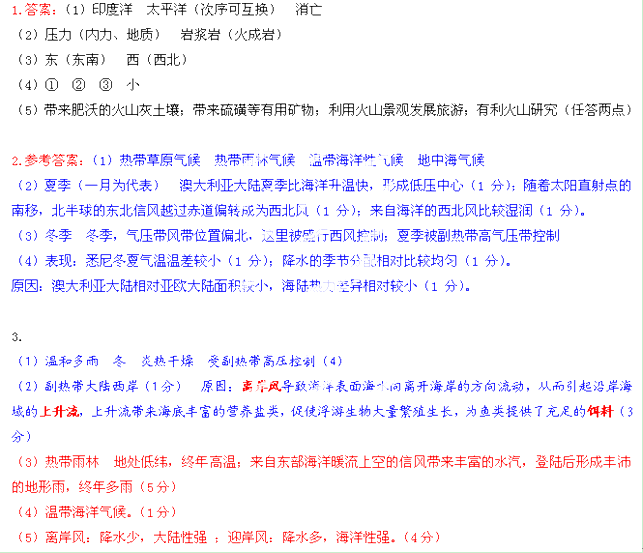 1.答案：（1）印度洋　太平洋（次序可互换）　消亡
（2）压力（内力、地质）　岩浆岩（火成岩）
（3）东（东南）　西（西北）
（4）①　②　③　小
（5）带来肥沃的火山灰土壤；带来硫磺等有用矿物；利用火山景观发展旅游；有利火山研究（任答两点）
2.参考答案：（1）热带草原气候　热带雨林气候　温带海洋性气候　地中海气候
（2）夏季（一月为代表）　澳大利亚大陆夏季比海洋升温快，形成低压中心（1 分）；随着太阳直射点的
南移，北半球的东北信风越过赤道偏转成为西北风（1 分）；来自海洋的西北风比较湿润（1 分）。
（3）冬季　冬季，气压带风带位置偏北，这里被盛行西风控制；夏季被副热带高气压带控制
（4）表现：悉尼冬夏气温温差较小（1 分）；降水的季节分配相对比较均匀（1 分）。
原因：澳大利亚大陆相对亚欧大陆面积较小，海陆热力差异相对较小（1 分）。
3.
（1）温和多雨　冬　炎热干燥　受副热带高压控制（4）
（2）副热带大陆西岸（1分）　原因：离岸风导致海洋表面海水向离开海岸的方向流动，从而引起沿岸海
域的上升流，上升流带来海底丰富的营养盐类，促使浮游生物大量繁殖生长，为鱼类提供了充足的饵料（3
分）
（3）热带雨林　地处低纬，终年高温；来自东部海洋暖流上空的信风带来丰富的水汽，登陆后形成丰沛
的地形雨，终年多雨（5分）
（4）温带海洋气候。（1分）
（5）离岸风：降水少，大陆性强 ；迎岸风：降水多，海洋性强。（4分）